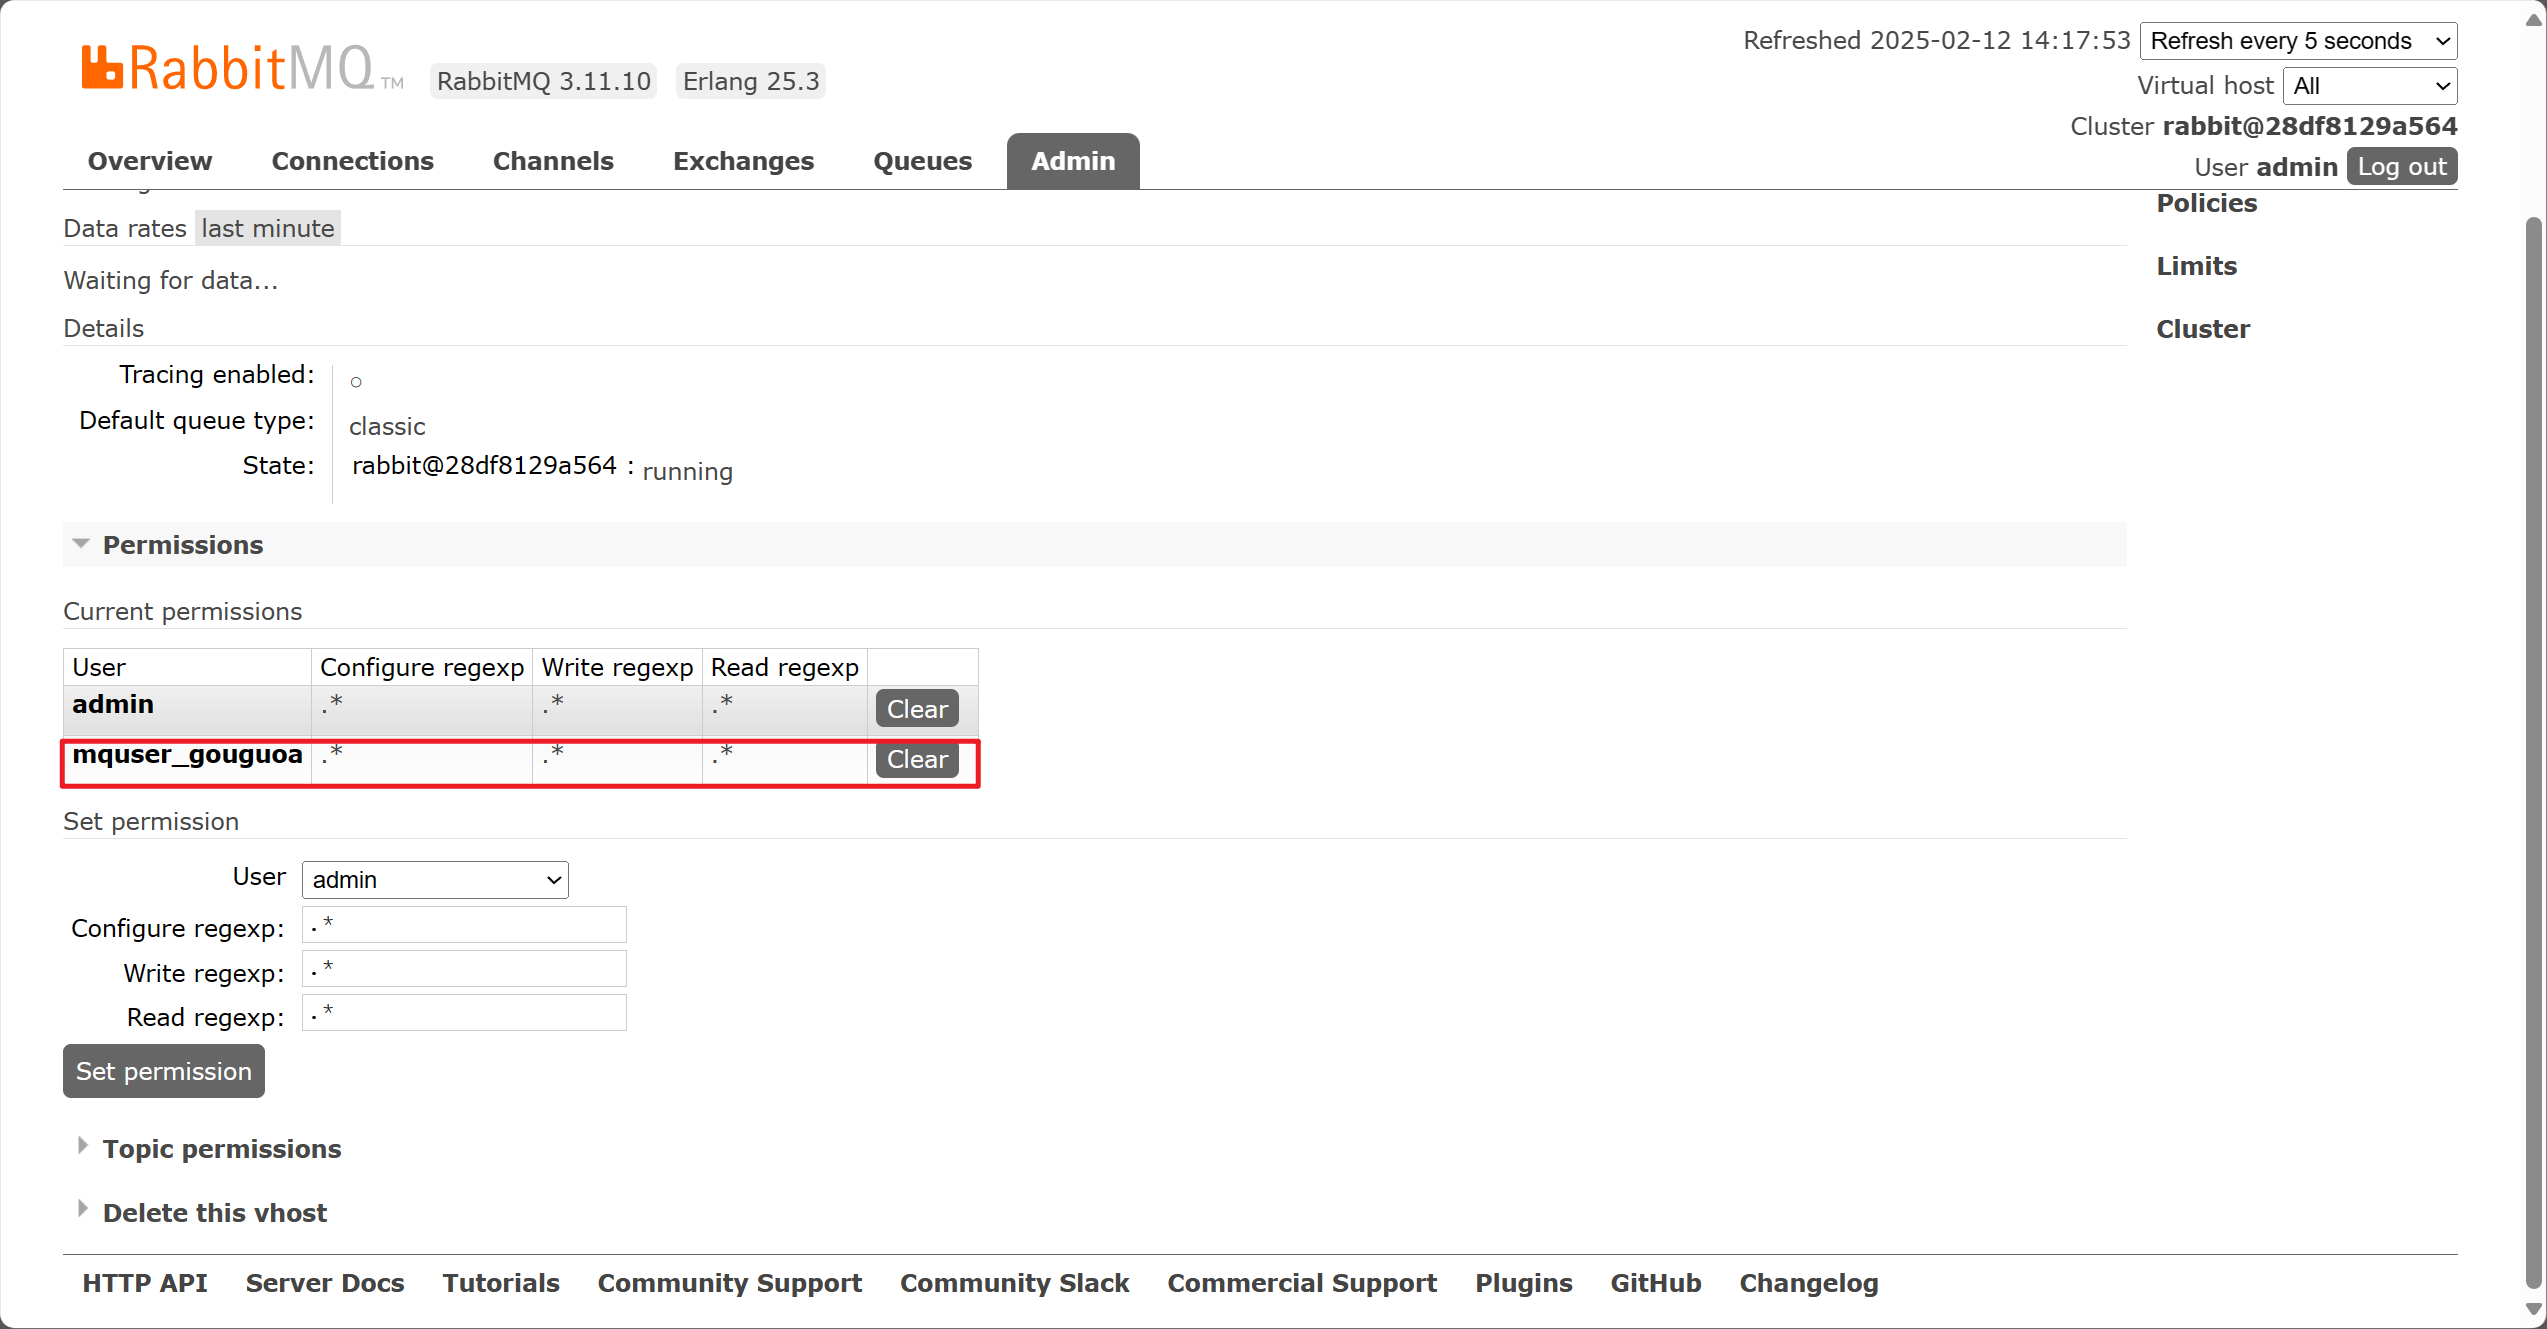 RabbitMQ TM RabbitMQ 3.11.10 Erlang 25.3
Refreshed 2025-02-12 14:17:53 Refresh every 5 seconds
Virtual host All
Cluster rabbit@28df8129a564
User admin Log out
Overview Connections Channels Exchanges Queues Admin
Policies
Limits
Cluster
Data rates last minute
Waiting for data...
Details
Tracing enabled: ○
Default queue type: classic
State: rabbit@28df8129a564 : running
Permissions
Current permissions
User Configure regexp Write regexp Read regexp
admin .* .* .* Clear
mquser_gouguoa .* .* .* Clear
Set permission
User admin
Configure regexp: .*
Write regexp: .*
Read regexp: .*
Set permission
Topic permissions
Delete this vhost
HTTP API Server Docs Tutorials Community Support Community Slack Commercial Support Plugins GitHub Changelog